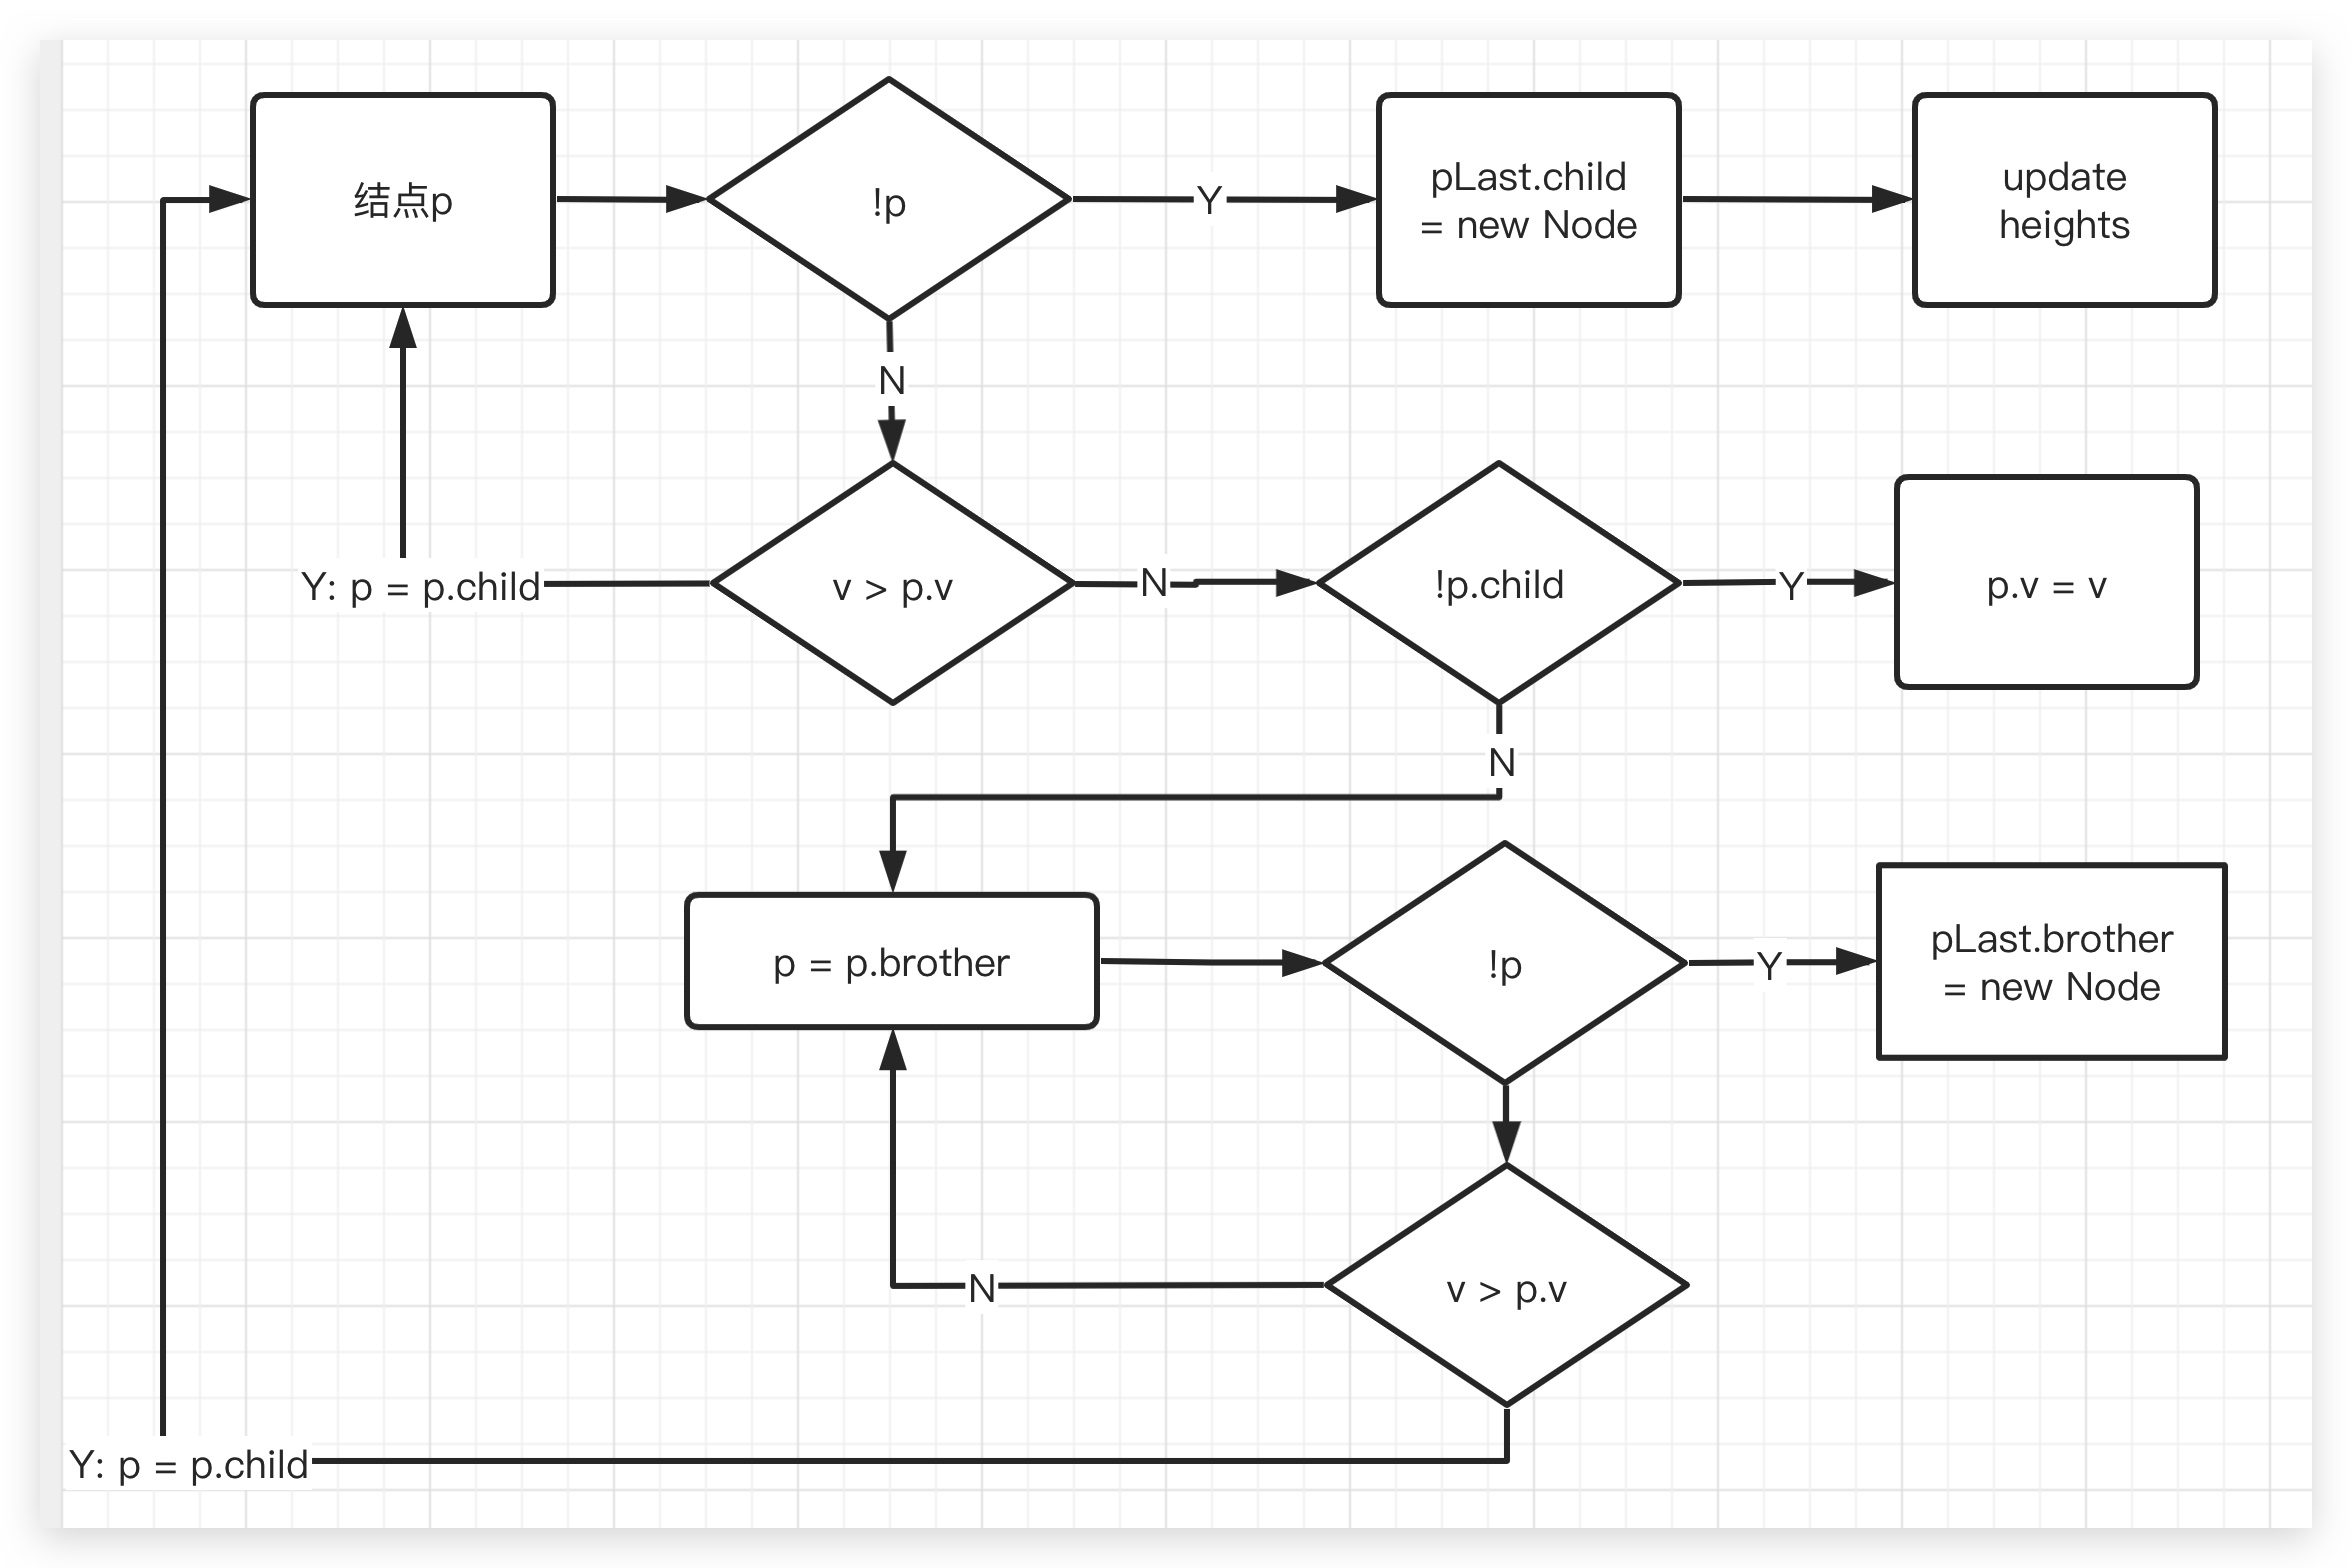 结点p
!p
Y
pLast.child
= new Node
update
heights
N
Y: p = p.child
v > p.v
N
!p.child
Y
p.v = v
N
p = p.brother
!p
Y
pLast.brother
= new Node
N
v > p.v
Y: p = p.child